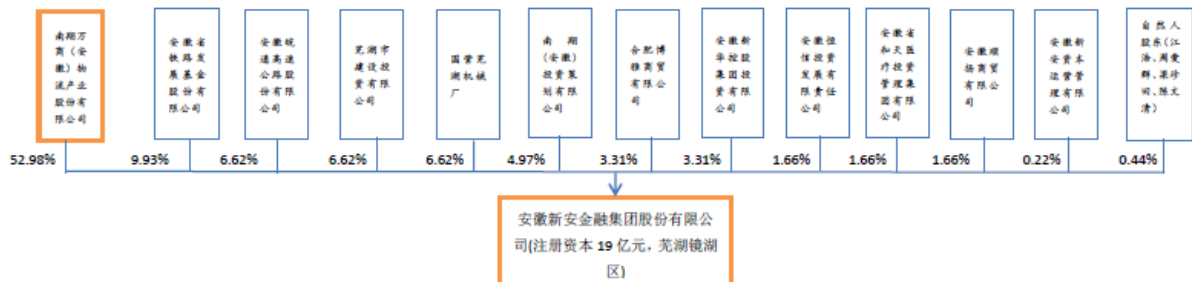 南翔万
商（安
徽）物
流产业
股份有
限公司
安徽省
铁路发
展基金
股份有
限公司
安徽皖
通高速
公路股
份有限
公司
芜湖市
建设投
资有限
公司
国营芜
湖机械
厂
南翔
(安徽)
投资策
划有限
公司
合肥博
雅商贸
有限公
司
安徽新
华控股
集团投
资有限
公司
安徽恒
信投资
发展有
限责任
公司
安徽省
和天医
疗投资
管理集
团有限
公司
安徽顺
扬商贸
有限公
司
安徽新
安资本
运营管
理有限
公司
自然人
股东(江
浩、周爱
群、栗珍
田、陈文
清)
52.98%
9.93%
6.62%
6.62%
6.62%
4.97%
3.31%
3.31%
1.66%
1.66%
1.66%
0.22%
0.44%
安徽新安金融集团股份有限公
司(注册资本 19 亿元，芜湖镜湖
区)